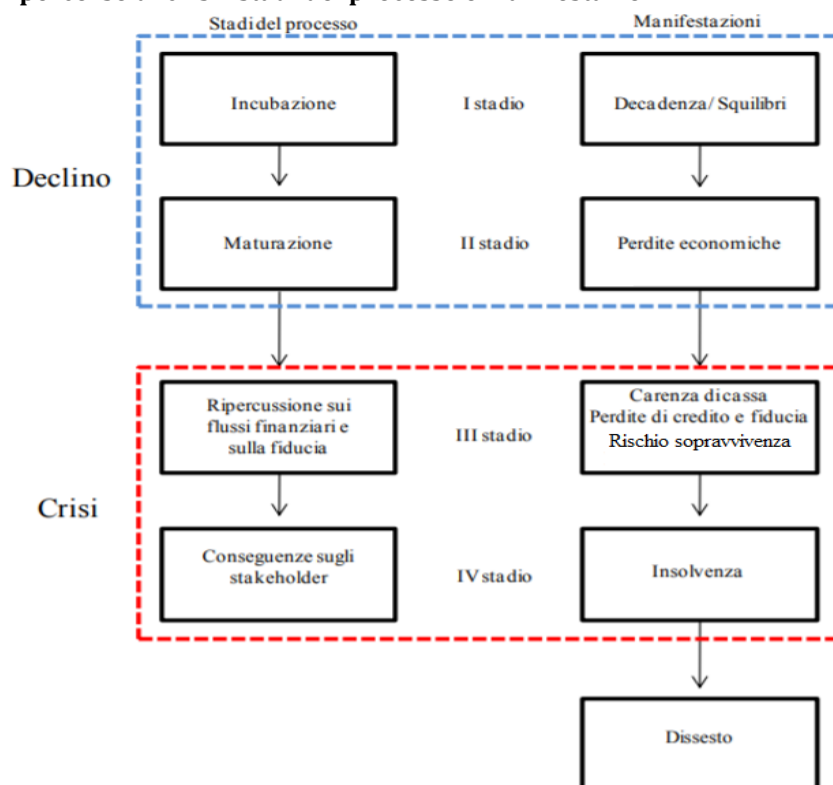 Stadi del processo
Manifestazioni
Incubazione
I stadio
Decadenza/ Squilibri
Declino
Maturazione
II stadio
Perdite economiche
Ripercussione sui
flussi finanziari e
sulla fiducia
III stadio
Carenza di cassa
Perdite di credito e fiducia
Rischio sopravvivenza
Crisi
Conseguenze sugli
stakeholder
IV stadio
Insolvenza
Dissesto